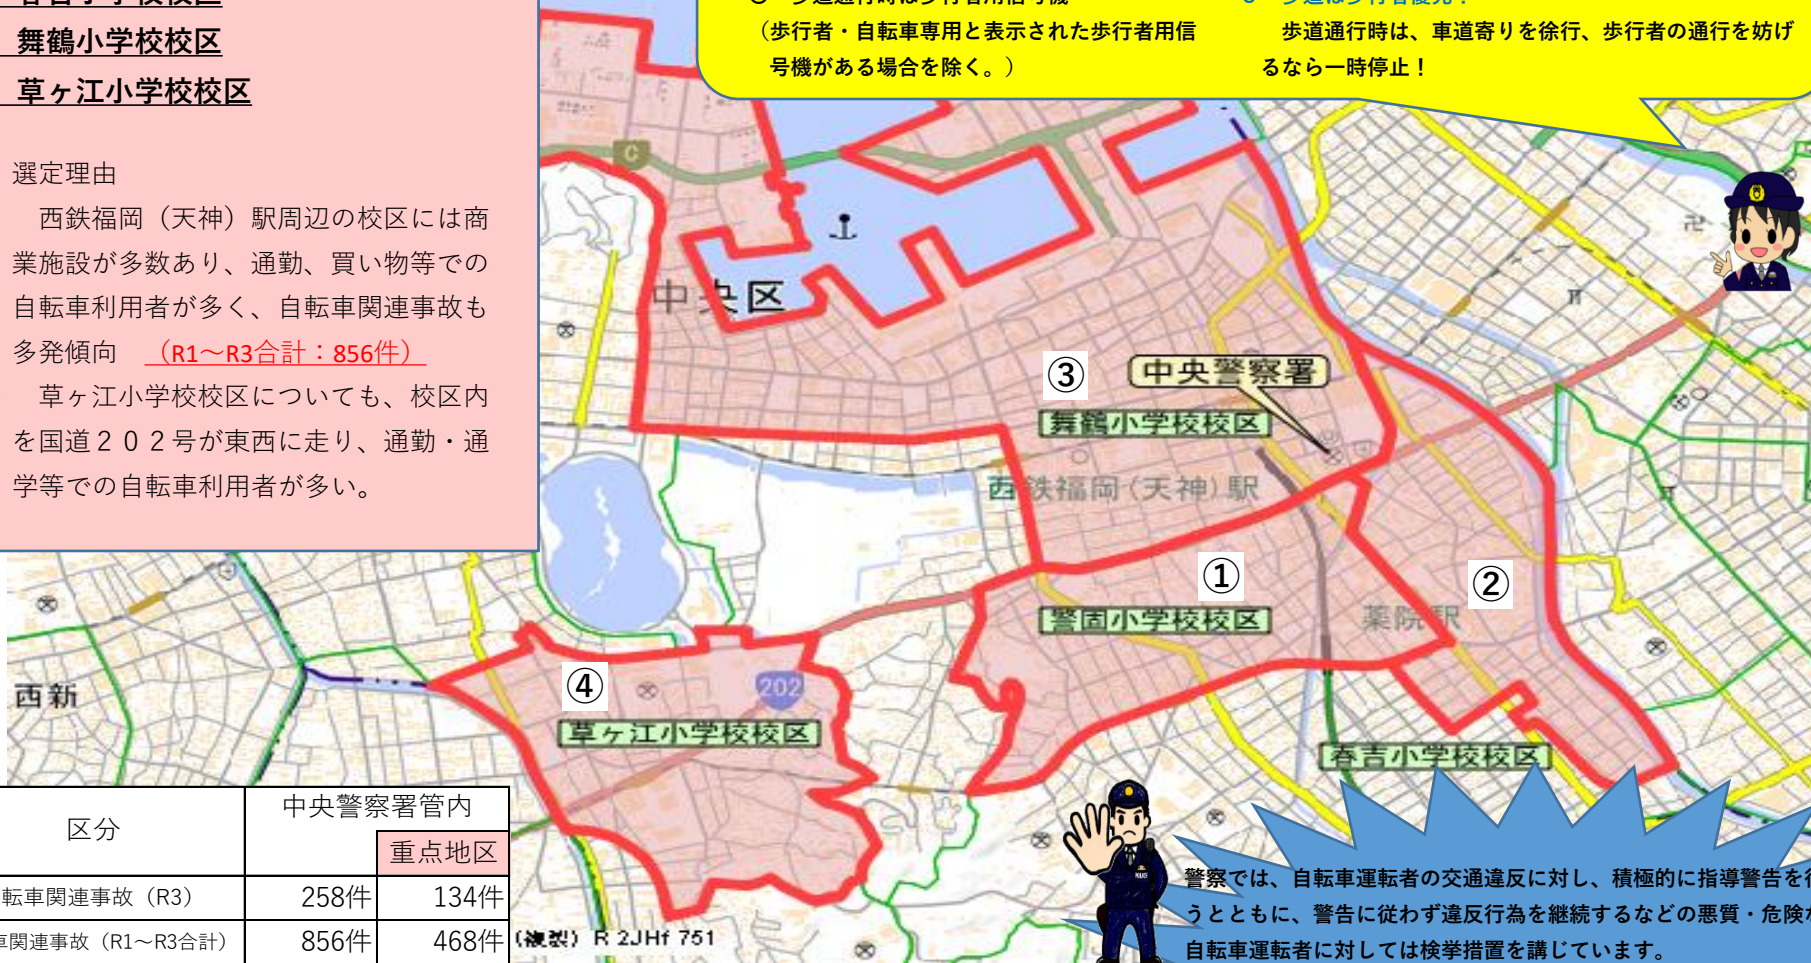 舞鶴小学校校区
草ヶ江小学校校区
選定理由
西鉄福岡（天神）駅周辺の校区には商
業施設が多数あり、通勤、買い物等での
自転車利用者が多く、自転車関連事故も
多発傾向　（R1～R3合計：856件）
草ヶ江小学校校区についても、校区内
を国道２０２号が東西に走り、通勤・通
学等での自転車利用者が多い。
（歩行者・自転車専用と表示された歩行者用信
号機がある場合を除く。）
歩道通行時は、車道寄りを徐行、歩行者の通行を妨げ
るなら一時停止！
C
中央区
③
中央警察署
舞鶴小学校校区
西鉄福岡(天神)駅
①
②
警固小学校校区
薬院駅
西新
④
202
草ヶ江小学校校区
春吉小学校校区
区分
中央警察署管内
重点地区
転車関連事故（R3）
258件
134件
関連事故（R1～R3合計）
856件
468件
(複製) R 2JHf 751
警察では、自転車運転者の交通違反に対し、積極的に指導警告を行
うとともに、警告に従わず違反行為を継続するなどの悪質・危険な
自転車運転者に対しては検挙措置を講じています。